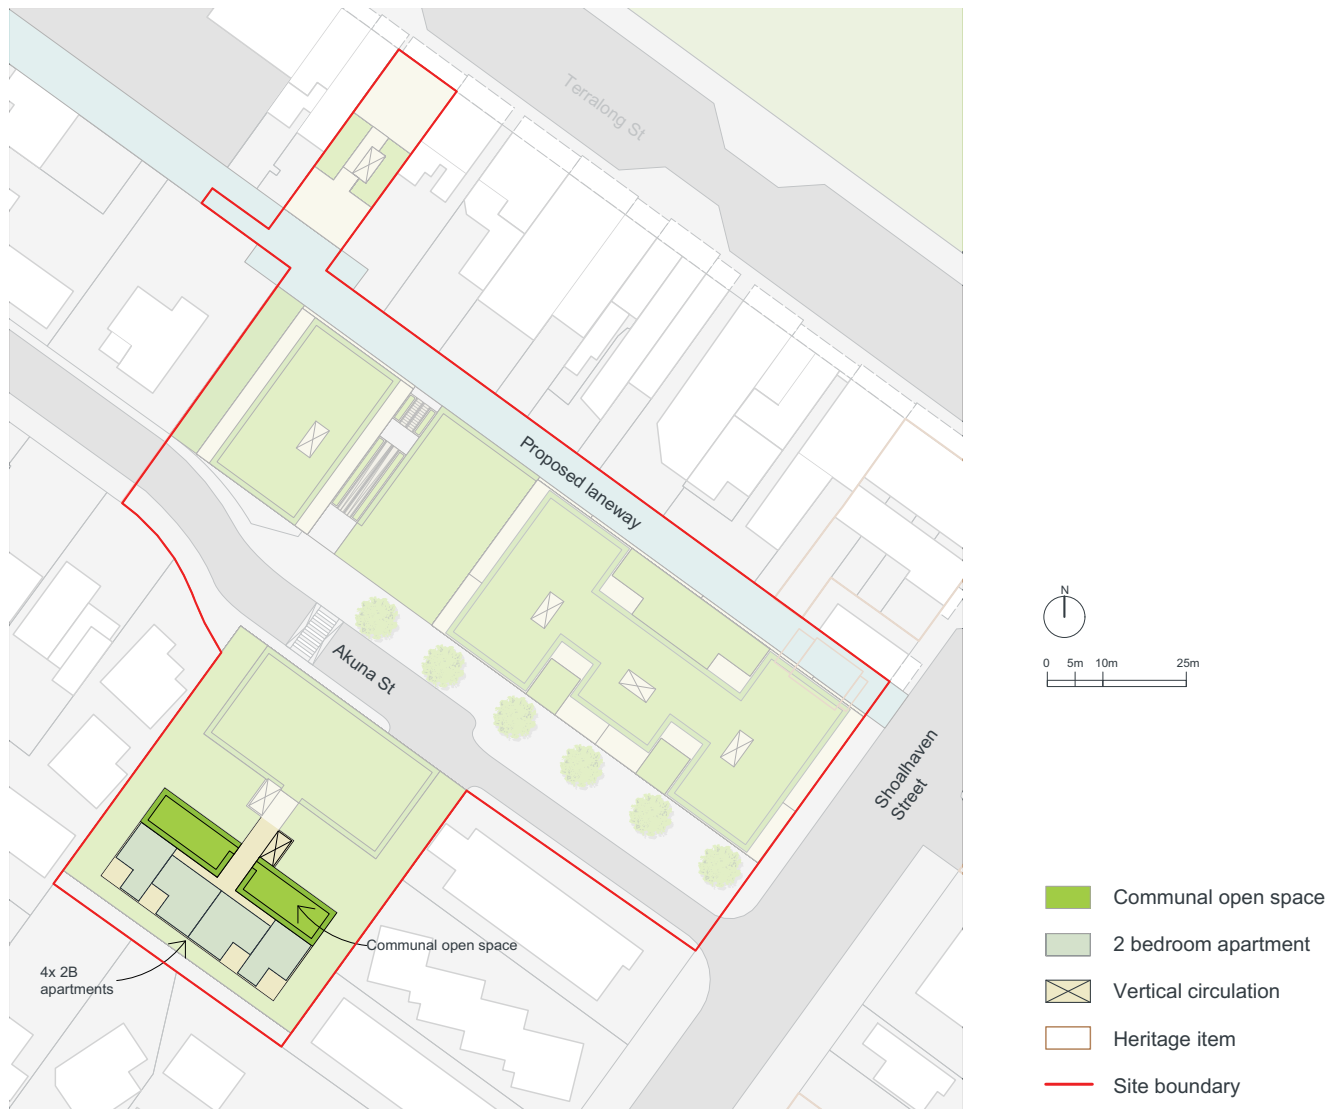 Terralong St
Proposed laneway
Akuna St
Shoalhaven
Street
Communal open space
4x 2B
apartments
N
0 5m 10m 25m
Communal open space
2 bedroom apartment
Vertical circulation
Heritage item
Site boundary